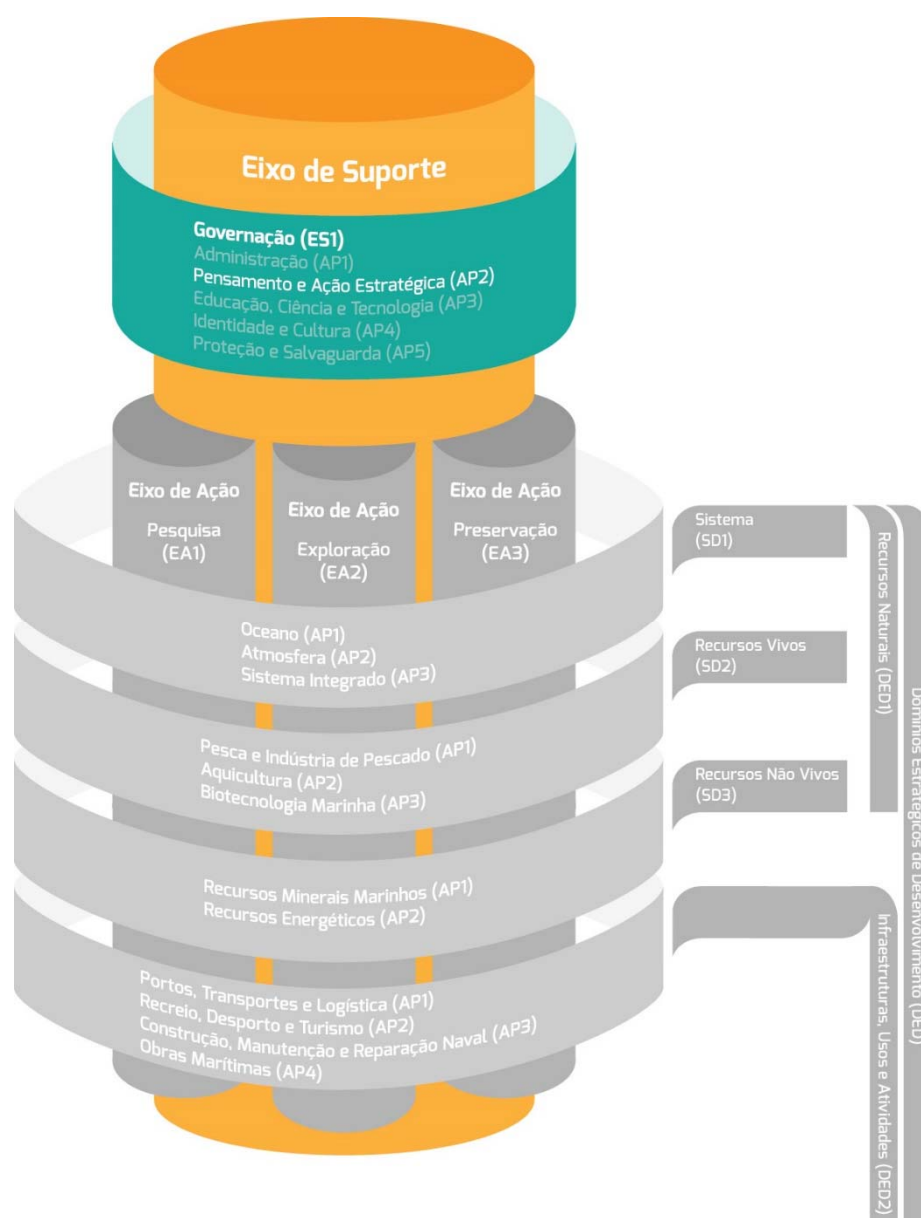 Eixo de Suporte
Governação (ES1)
Administração (AP1)
Pensamento e Ação Estratégica (AP2)
Educação, Ciência e Tecnologia (AP3)
Identidade e Cultura (AP4)
Proteção e Salvaguarda (AP5)
Eixo de Ação
Pesquisa
(EA1)
Eixo de Ação
Exploração
(EA2)
Eixo de Ação
Preservação
(EA3)
Oceano (AP1)
Atmosfera (AP2)
Sistema Integrado (AP3)
Pesca e Indústria de Pescado (AP1)
Aquicultura (AP2)
Biotecnologia Marinha (AP3)
Recursos Minerais Marinhos (AP1)
Recursos Energéticos (AP2)
Portos, Transportes e Logística (AP1)
Recreio, Desporto e Turismo (AP2)
Construção, Manutenção e Reparação Naval (AP3)
Obras Marítimas (AP4)
Sistema
(SD1)
Recursos Vivos
(SD2)
Recursos Não Vivos
(SD3)
Recursos Naturais (DED1)
Infraestruturas, Usos e Atividades (DED2)
Domínios Estratégicos de Desenvolvimento (DED)